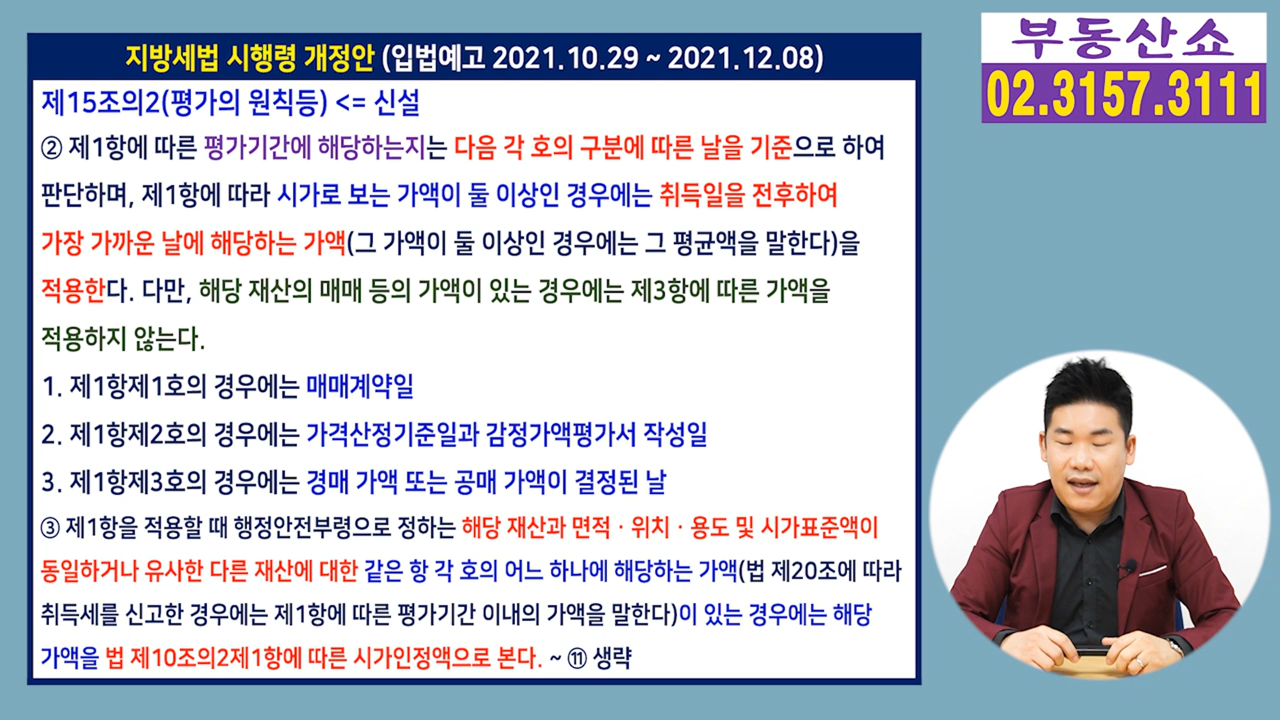 지방세법 시행령 개정안 (입법예고 2021.10.29 ~ 2021.12.08)
부동산쇼
02.3157.3111
제15조의2(평가의 원칙등) <= 신설
② 제1항에 따른 평가기간에 해당하는지는 다음 각 호의 구분에 따른 날을 기준으로 하여
판단하며, 제1항에 따라 시가로 보는 가액이 둘 이상인 경우에는 취득일을 전후하여
가장 가까운 날에 해당하는 가액(그 가액이 둘 이상인 경우에는 그 평균액을 말한다)을
적용한다. 다만, 해당 재산의 매매 등의 가액이 있는 경우에는 제3항에 따른 가액을
적용하지 않는다.
1. 제1항제1호의 경우에는 매매계약일
2. 제1항제2호의 경우에는 가격산정기준일과 감정가액평가서 작성일
3. 제1항제3호의 경우에는 경매 가액 또는 공매 가액이 결정된 날
③ 제1항을 적용할 때 행정안전부령으로 정하는 해당 재산과 면적 · 위치 · 용도 및 시가표준액이
동일하거나 유사한 다른 재산에 대한 같은 항 각 호의 어느 하나에 해당하는 가액(법 제20조에 따라
취득세를 신고한 경우에는 제1항에 따른 평가기간 이내의 가액을 말한다)이 있는 경우에는 해당
가액을 법 제10조의2제1항에 따른 시가인정액으로 본다. ~ ⑪ 생략